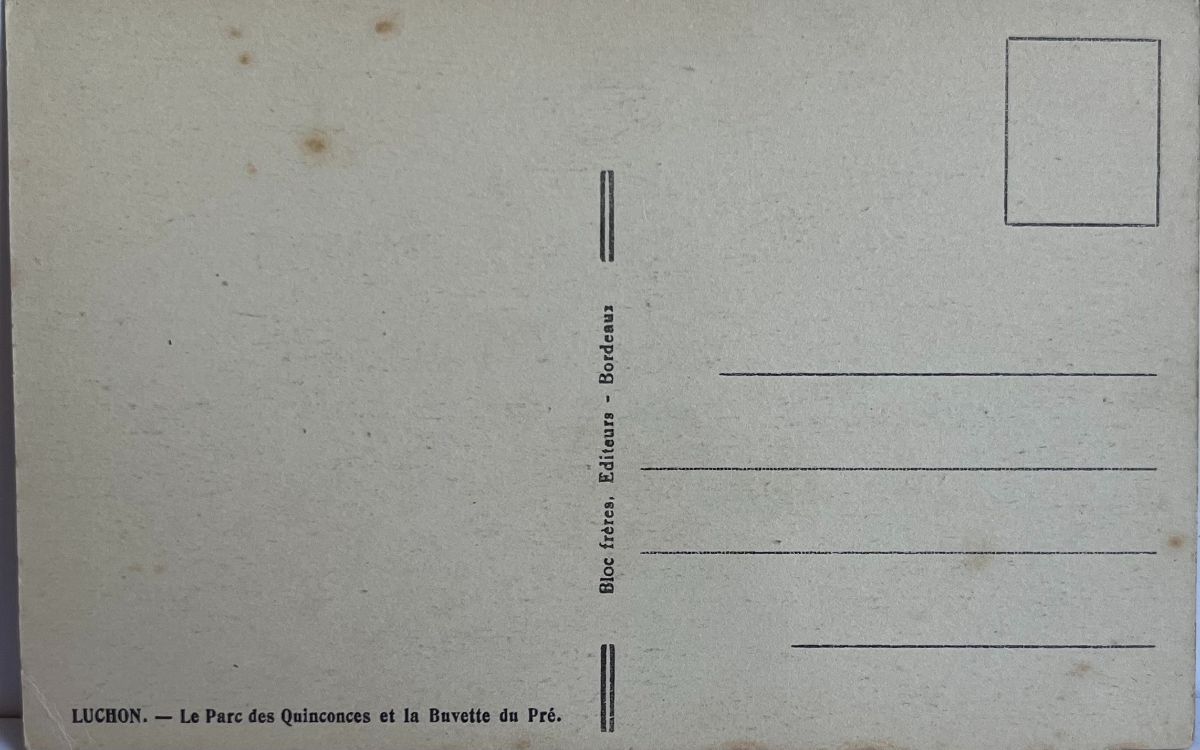 Bloc frères, Editeurs - Bordeaux
LUCHON. — Le Parc des Quinconces et la Buvette du Pré.